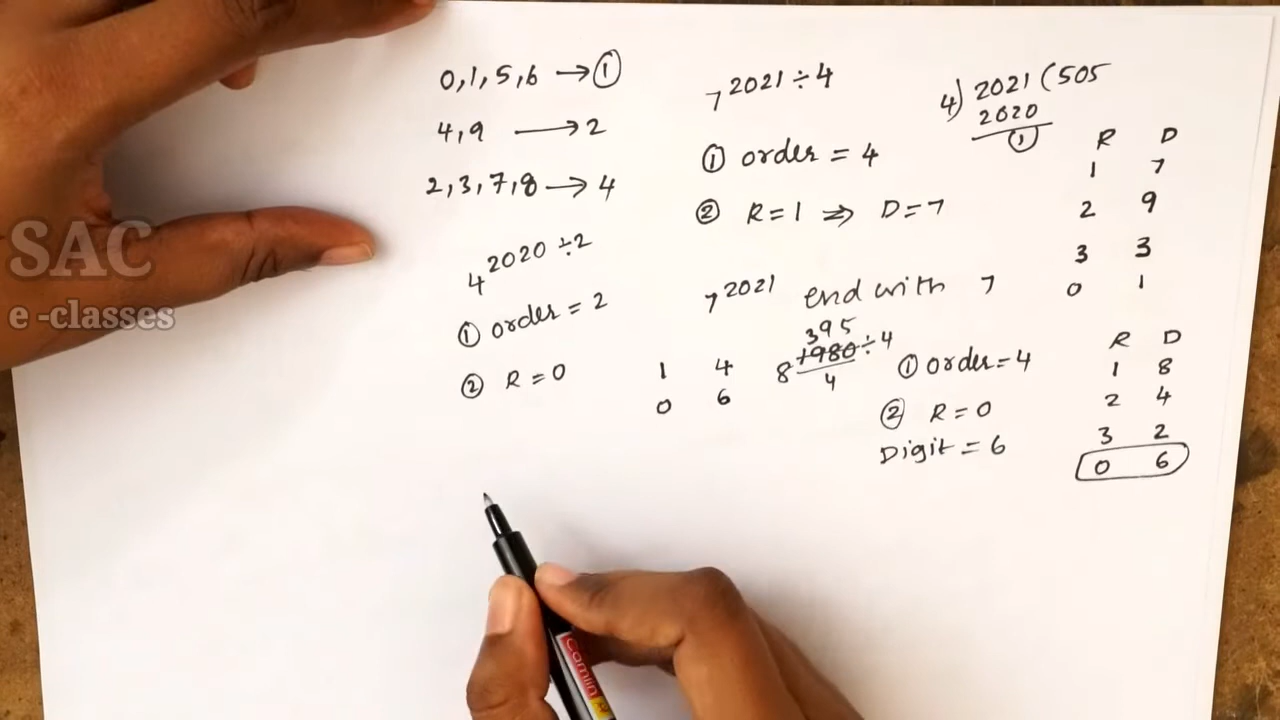 0,1,5,6 → ①
4,9 → 2
2,3,7,8 → 4
4^2020 ÷2
① order = 2
② R=0
1 4
0 6
7^2021 ÷ 4
① order = 4
② R=1 ⇒ D=7
7^2021 end with 7
4) 2021 (505
2020
①
R D
1 7
2 9
3 3
0 1
395
8^1980÷4
4
① order=4
② R=0
Digit = 6
R D
1 8
2 4
3 2
0 6
SAC
e-classes
Camlin